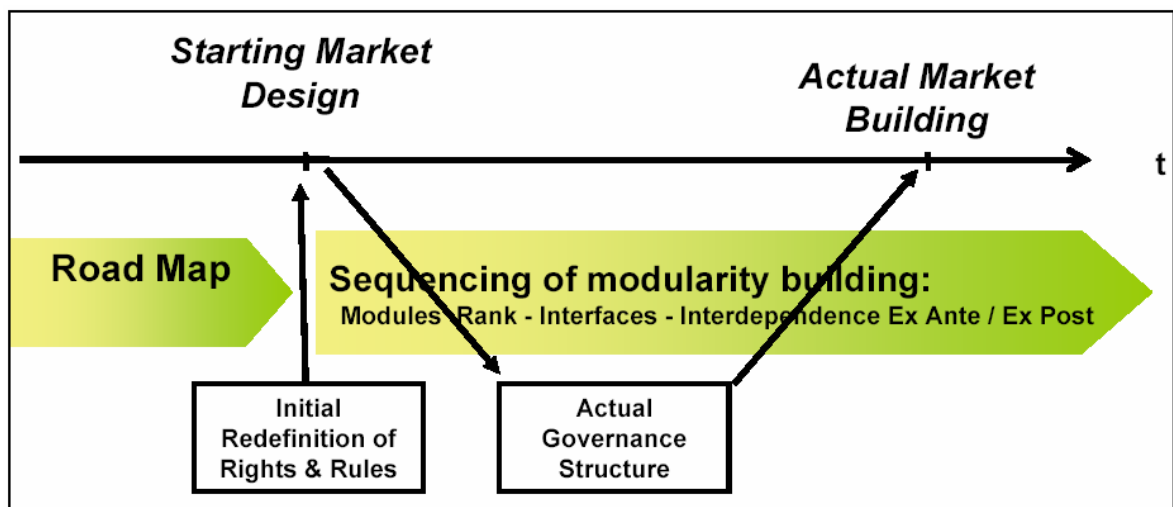 Starting Market
Design
Actual Market
Building
t
Road Map
Sequencing of modularity building:
Modules Rank - Interfaces - Interdependence Ex Ante / Ex Post
Initial
Redefinition of
Rights & Rules
Actual
Governance
Structure